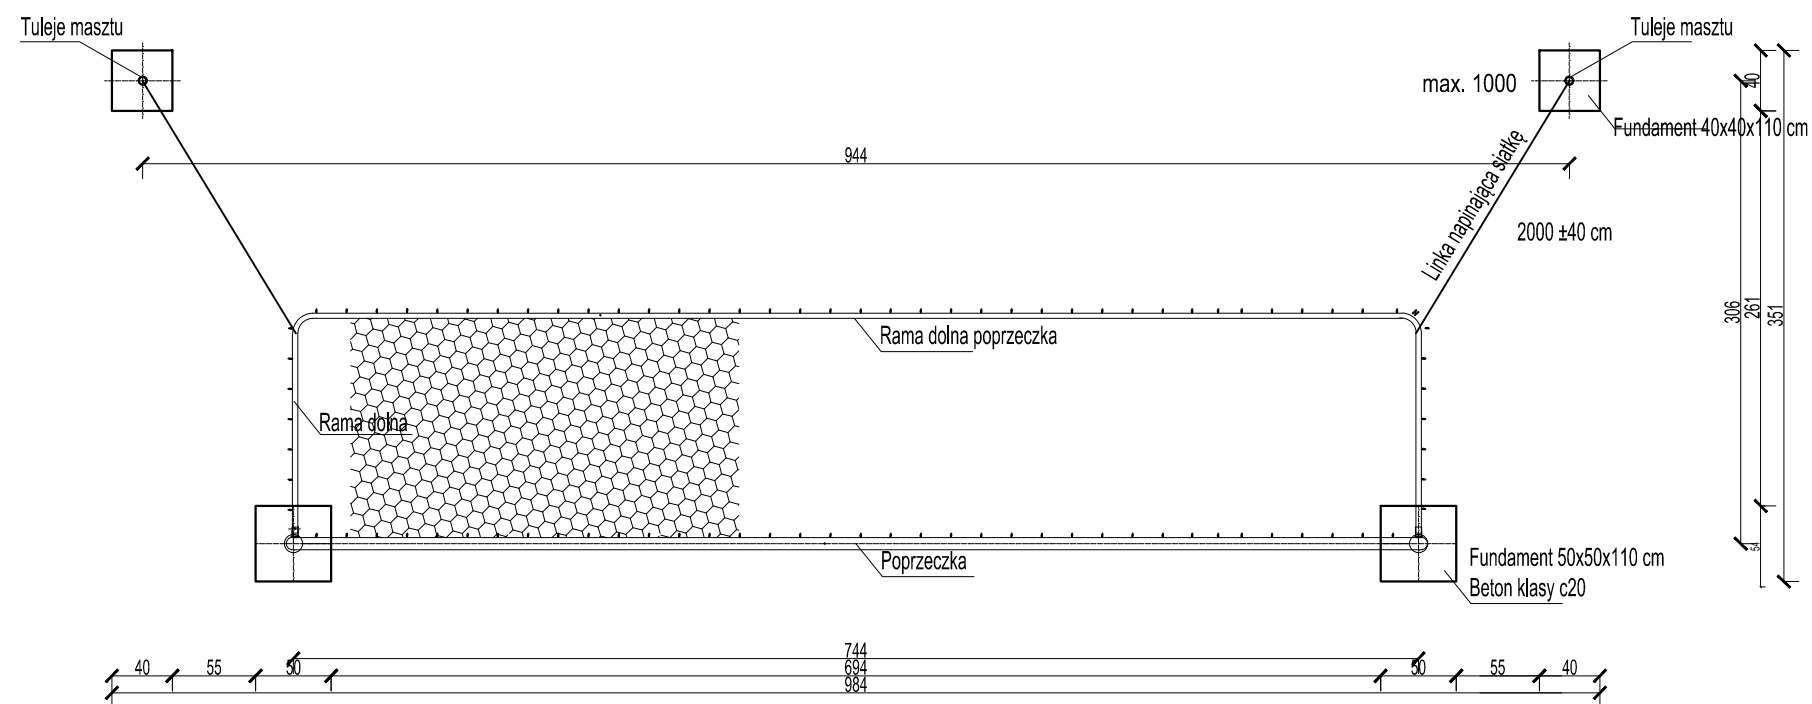 Tuleje masztu
Tuleje masztu
max. 1000
40
Fundament 40x40x110 cm
944
Linka napinająca siatkę
2000 ±40 cm
306
261
351
Rama dolna poprzeczka
Rama dolna
Poprzeczka
54
Fundament 50x50x110 cm
Beton klasy c20
744
40
55
50
694
50
55
40
984